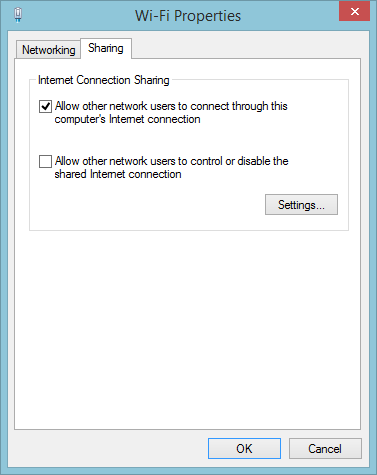 Wi-Fi Properties
Networking
Sharing
Internet Connection Sharing
Allow other network users to connect through this
computer's Internet connection
Allow other network users to control or disable the
shared Internet connection
Settings...
OK
Cancel